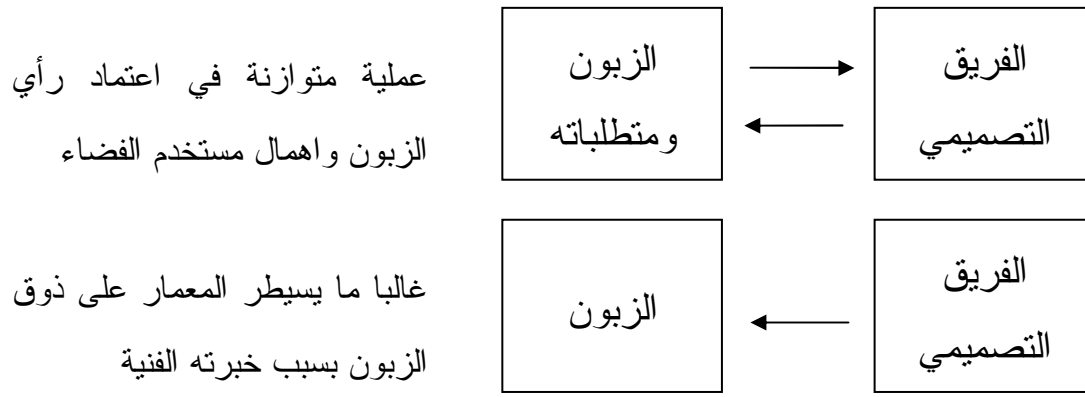 الفريق
التصميمي
الزبون
ومتطلباته
عملية متوازنة في اعتماد رأي
الزبون واهمال مستخدم الفضاء
الفريق
التصميمي
الزبون
غالبا ما يسيطر المعمار على ذوق
الزبون بسبب خبرته الفنية